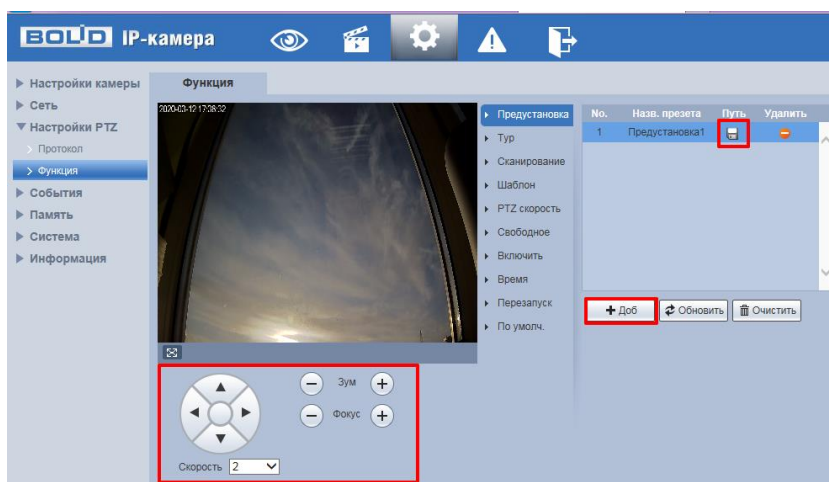 BOLID IP-камера
Настройки камеры
Сеть
Настройки PTZ
Протокол
Функция
События
Память
Система
Информация
Функция
2020-03-12 17:38:32
Предустановка
Тур
Сканирование
Шаблон
PTZ скорость
Свободное
Включить
Время
Перезапуск
По умолч.
No. Назв. презета Путь Удалить
1 Предустановка1
Доб Обновить Очистить
Зум
Фокус
Скорость 2